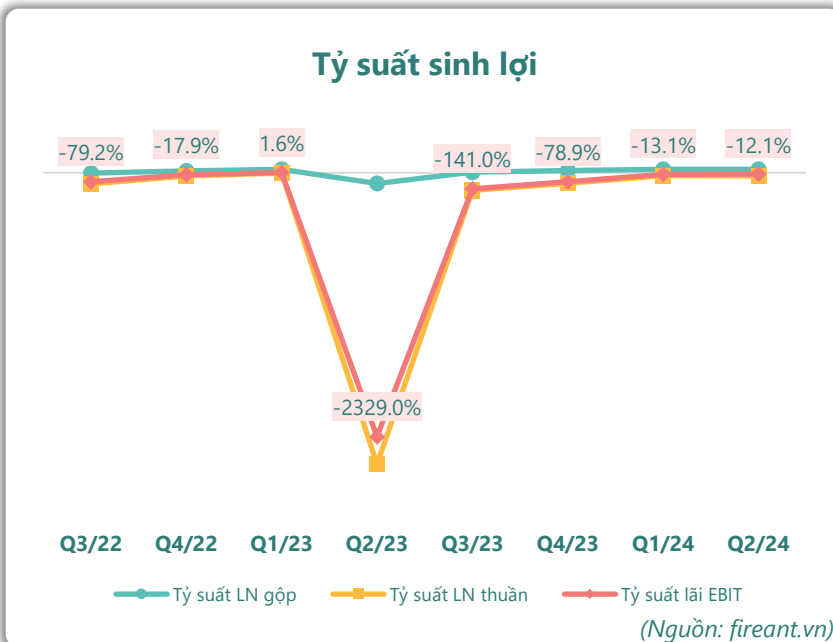 Tỷ suất sinh lợi
-79.2%
-17.9%
1.6%
-2329.0%
-141.0%
-78.9%
-13.1%
-12.1%
Q3/22 Q4/22 Q1/23 Q2/23 Q3/23 Q4/23 Q1/24 Q2/24
Tỷ suất LN gộp Tỷ suất LN thuần Tỷ suất lãi EBIT
(Nguồn: fireant.vn)